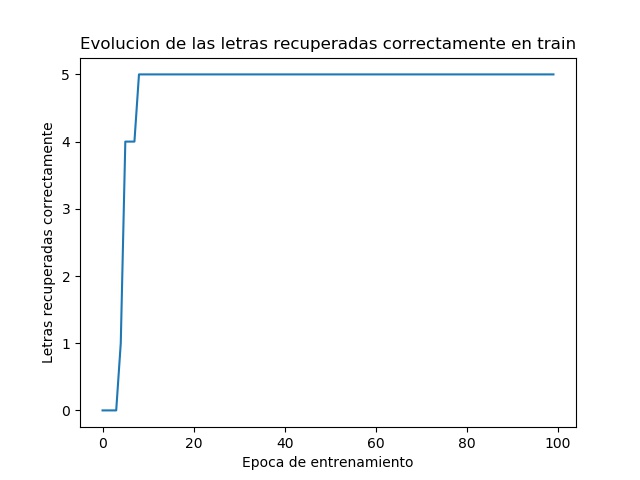 Evolucion de las letras recuperadas correctamente en train
Letras recuperadas correctamente
5
4
3
2
1
0
0 20 40 60 80 100
Epoca de entrenamiento